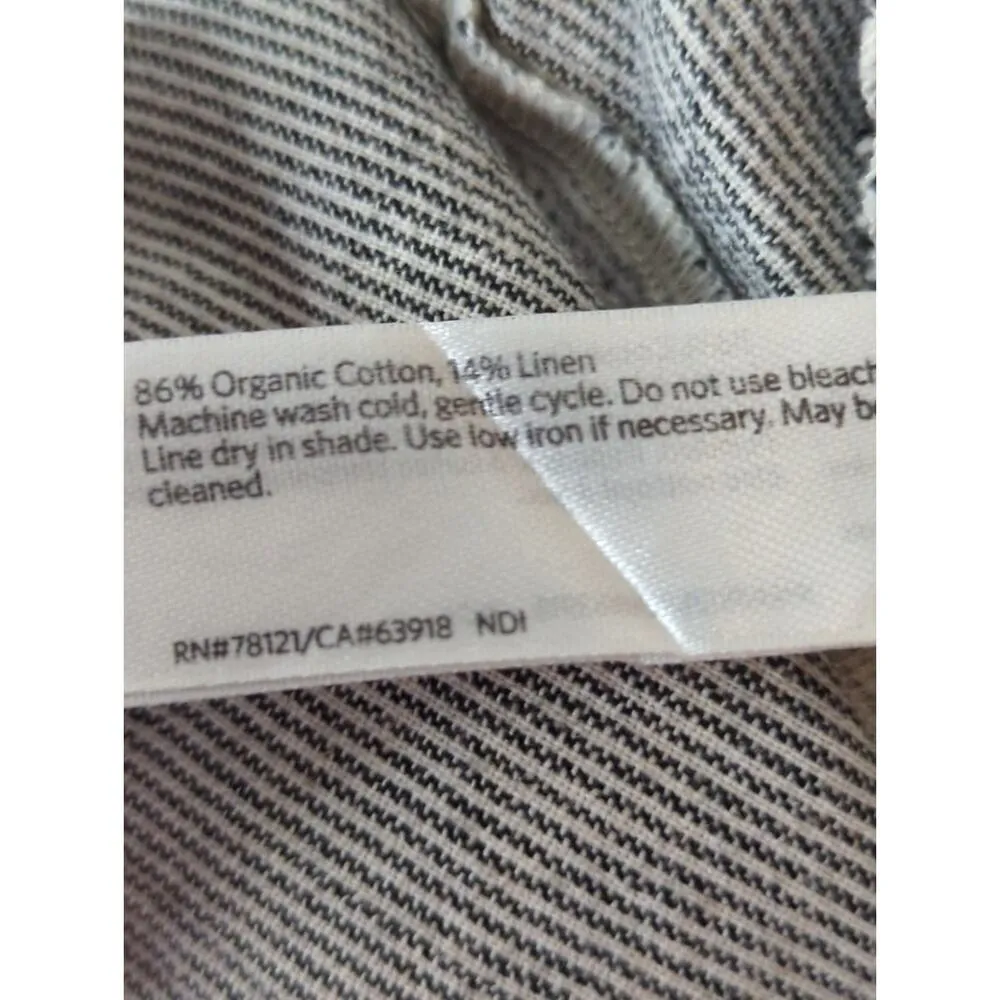 86% Organic Cotton, 14% Linen
Machine wash cold, gentle cycle. Do not use bleach
Line dry in shade. Use low iron if necessary. May b
cleaned.
RN#78121/CA#63918 NDI